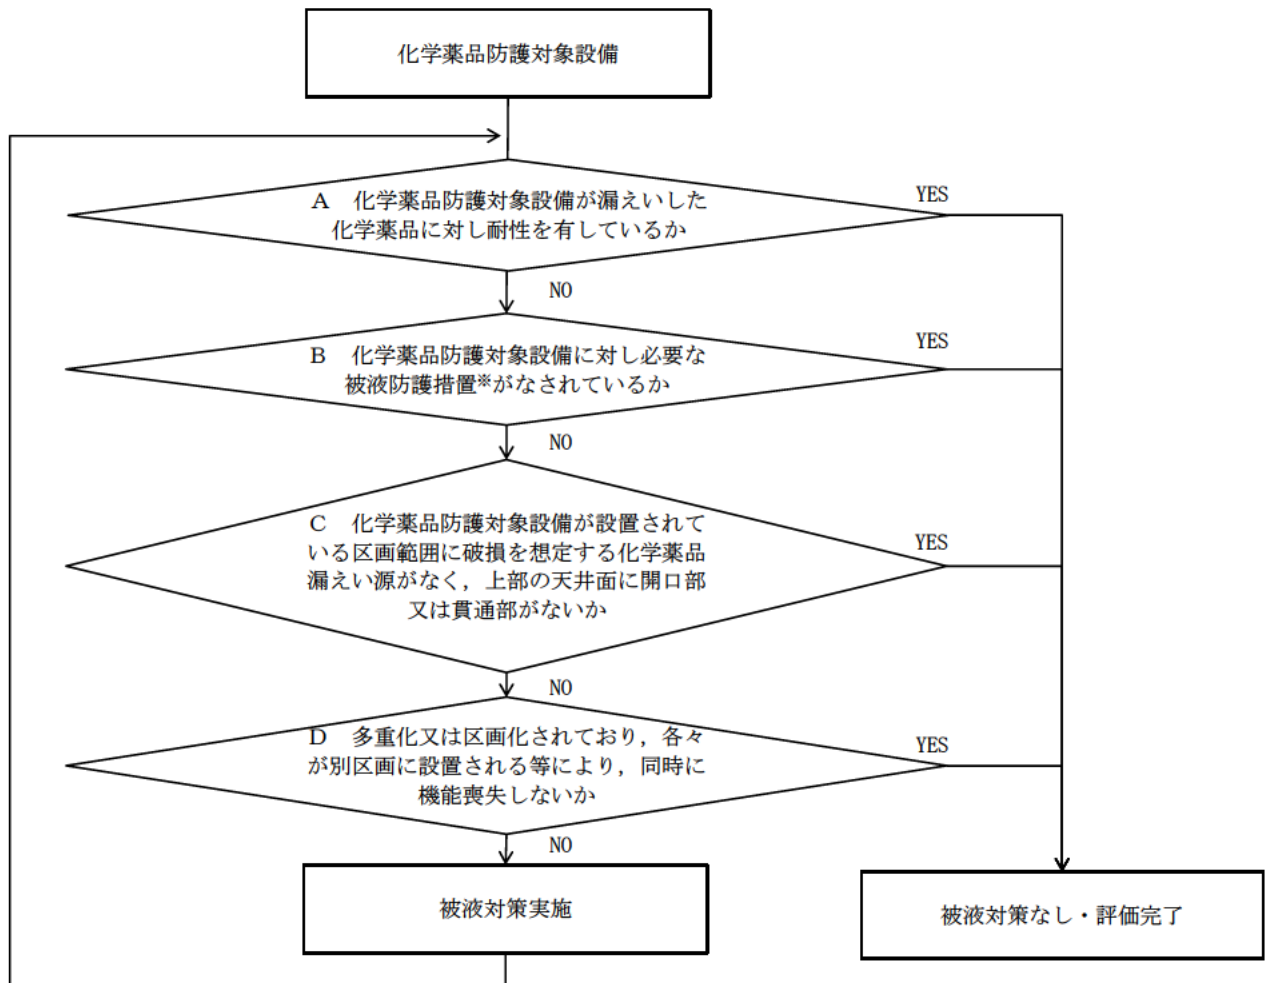 化学薬品防護対象設備
A　化学薬品防護対象設備が漏えいした
化学薬品に対し耐性を有しているか
YES
NO
B　化学薬品防護対象設備に対し必要な
被液防護措置※がなされているか
YES
NO
C　化学薬品防護対象設備が設置されて
いる区画範囲に破損を想定する化学薬品
漏えい源がなく，上部の天井面に開口部
又は貫通部がないか
YES
NO
D　多重化又は区画化されており，各々
が別区画に設置される等により，同時に
機能喪失しないか
YES
NO
被液対策実施
被液対策なし・評価完了